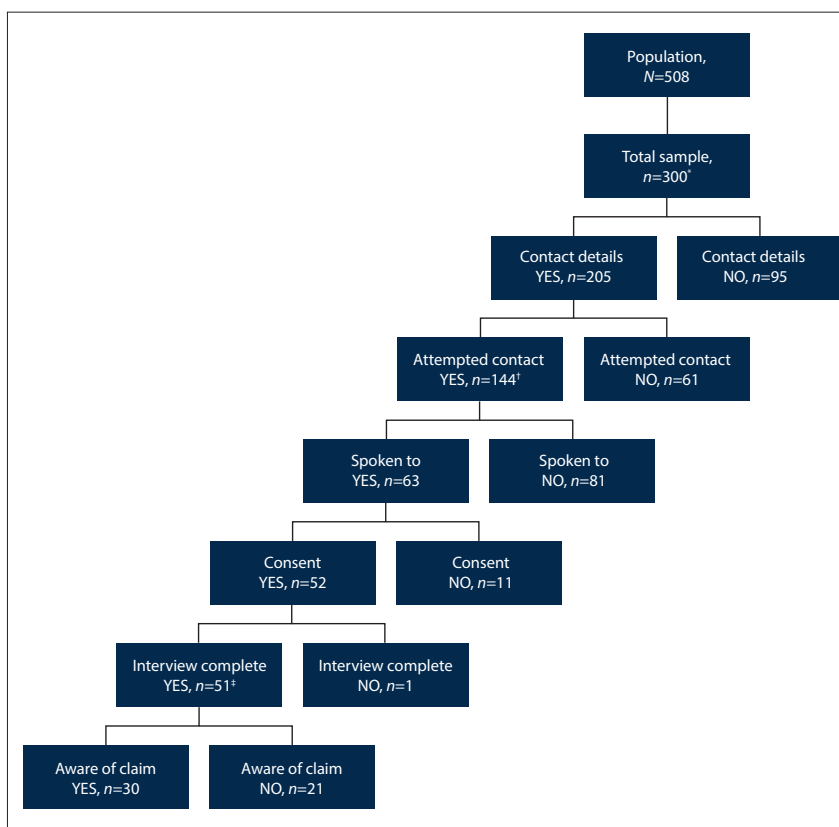 Population,
N=508
Total sample,
n=300*
Contact details
YES, n=205
Contact details
NO, n=95
Attempted contact
YES, n=144†
Attempted contact
NO, n=61
Spoken to
YES, n=63
Spoken to
NO, n=81
Consent
YES, n=52
Consent
NO, n=11
Interview complete
YES, n=51‡
Interview complete
NO, n=1
Aware of claim
YES, n=30
Aware of claim
NO, n=21